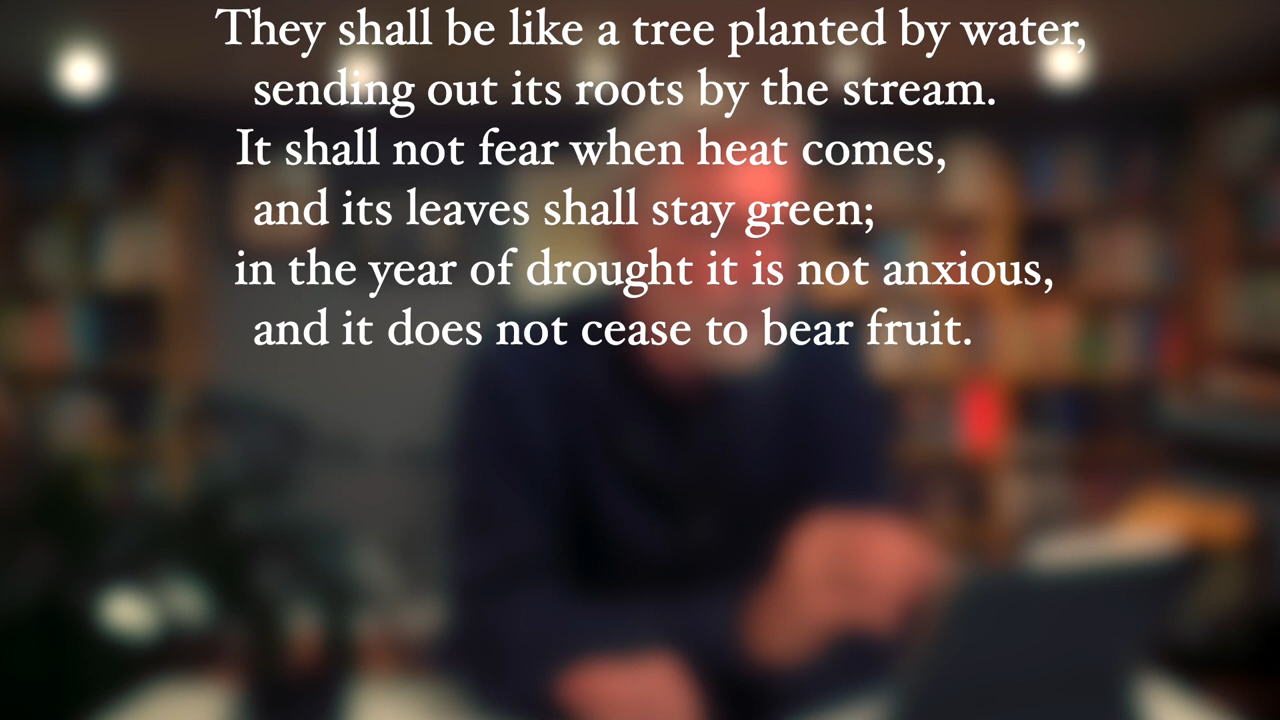 They shall be like a tree planted by water,
sending out its roots by the stream.
It shall not fear when heat comes,
and its leaves shall stay green;
in the year of drought it is not anxious,
and it does not cease to bear fruit.